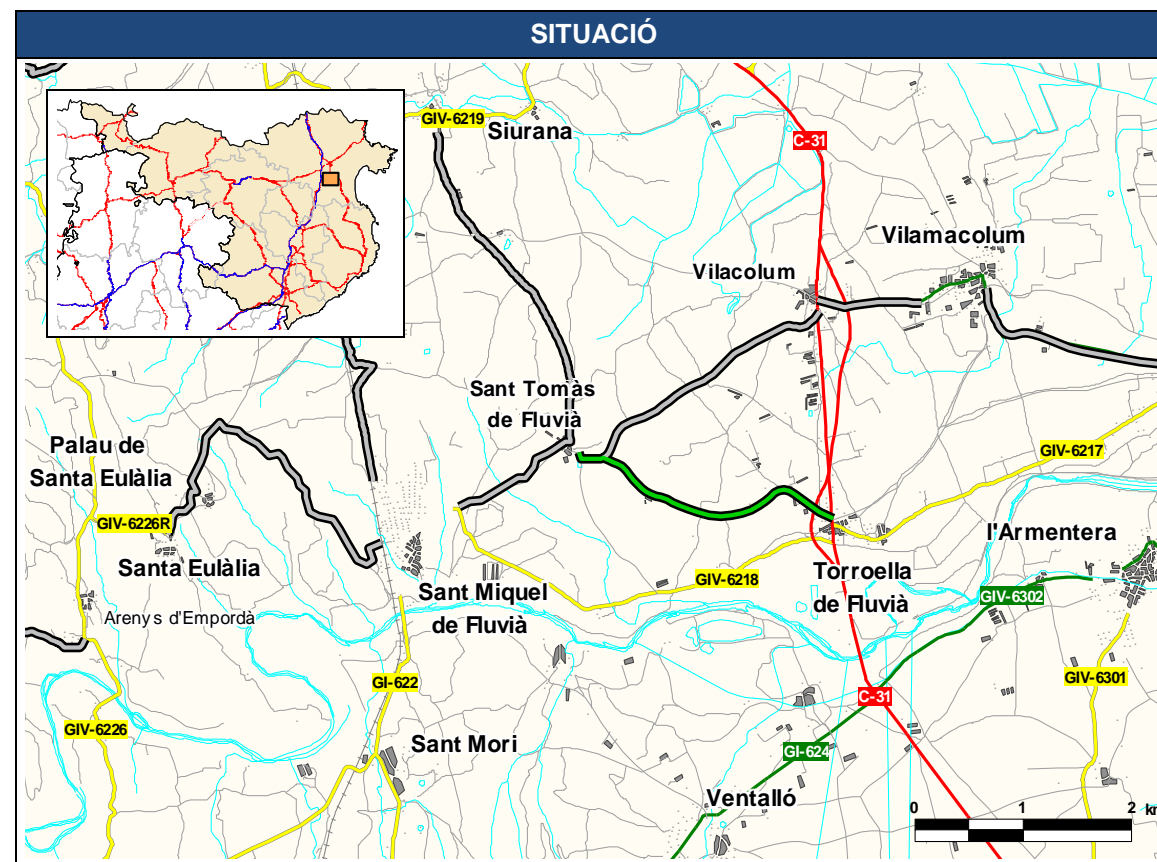 SITUACIÓ
GIV-6219
Siurana
C-31
Vilamacolum
Vilacolum
Sant Tomàs
de Fluvià
Palau de
Santa Eulàlia
GIV-6217
GIV-6226R
l'Armentera
Santa Eulàlia
GIV-6218
Torroella
de Fluvià
Sant Miquel
de Fluvià
GIV-6302
Arenys d'Empordà
GI-622
C-31
GIV-6301
GIV-6226
Sant Mori
GI-624
Ventalló
0 1 2 km